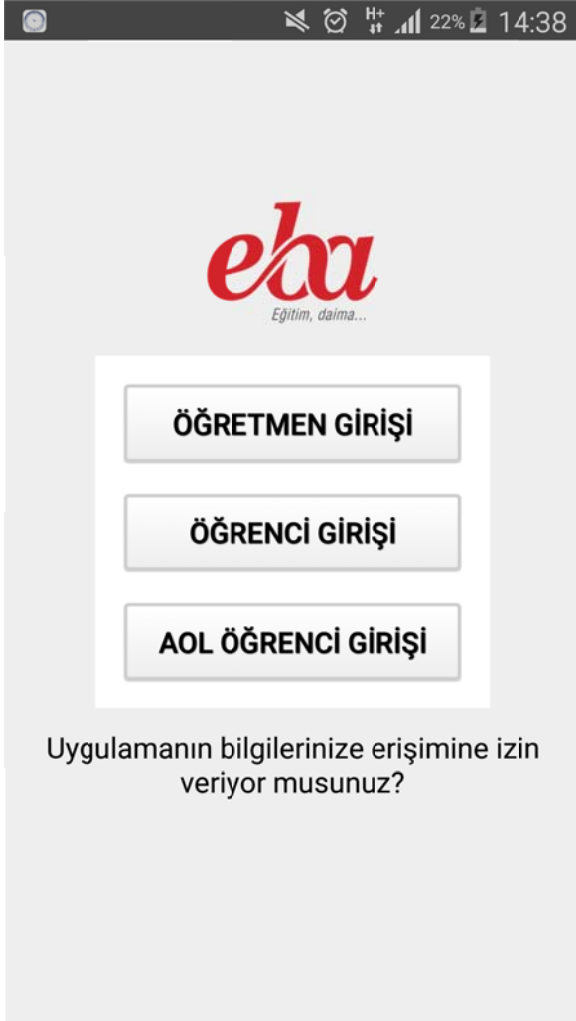 H+ 22% 14:38
eba
Eğitim, daima...
ÖĞRETMEN GİRİŞİ
ÖĞRENCİ GİRİŞİ
AOL ÖĞRENCİ GİRİŞİ
Uygulamanın bilgilerinize erişimine izin
veriyor musunuz?